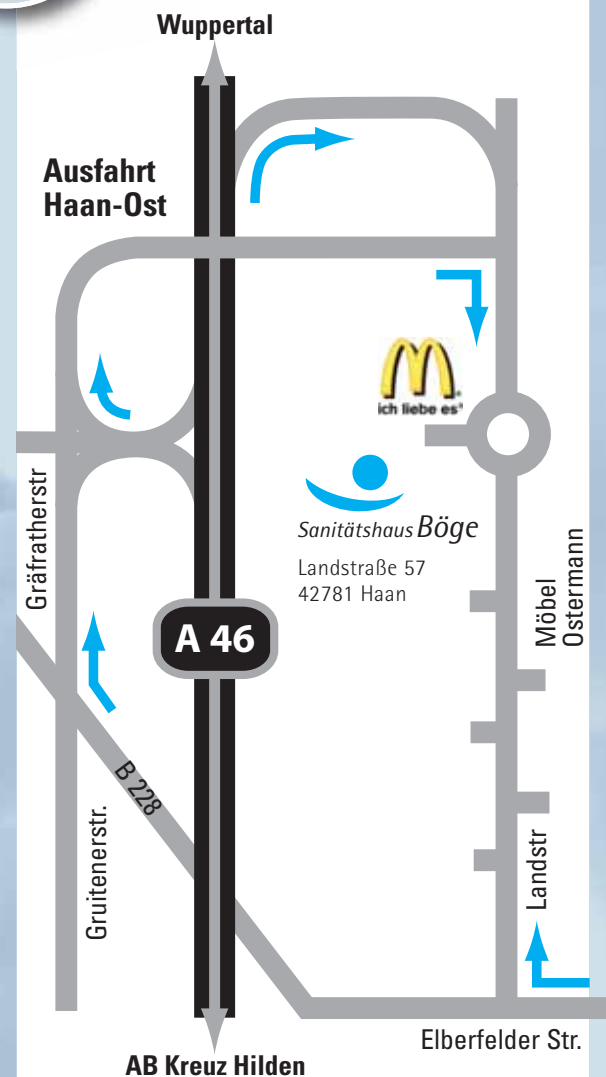 Wuppertal
Ausfahrt
Haan-Ost
ich liebe es®
Sanitätshaus Böge
Landstraße 57
42781 Haan
Gräfratherstr
Möbel
Ostermann
A 46
B 228
Gruitenerstr.
Landstr
Elberfelder Str.
AB Kreuz Hilden